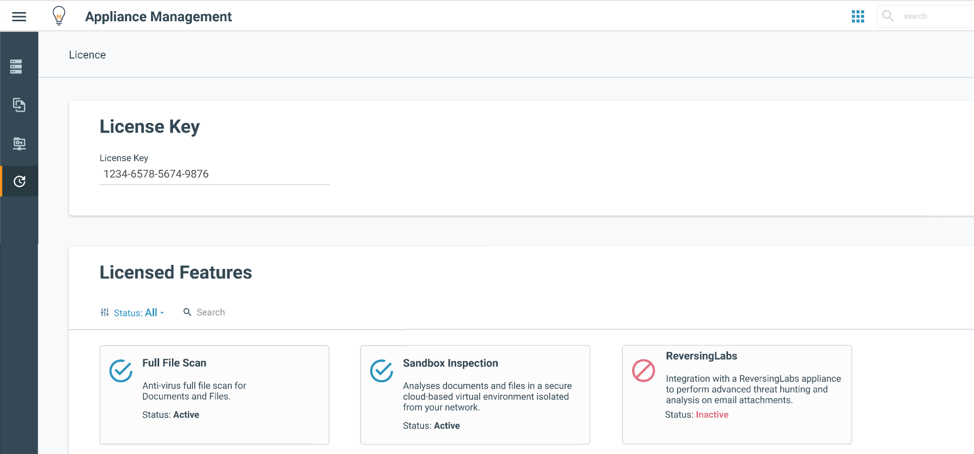 Appliance Management
search
Licence
License Key
License Key
1234-6578-5674-9876
Licensed Features
Status: All
Search
Full File Scan
Anti-virus full file scan for
Documents and Files.
Status: Active
Sandbox Inspection
Analyses documents and files in a secure
cloud-based virtual environment isolated
from your network.
Status: Active
ReversingLabs
Integration with a ReversingLabs appliance
to perform advanced threat hunting and
analysis on email attachments.
Status: Inactive